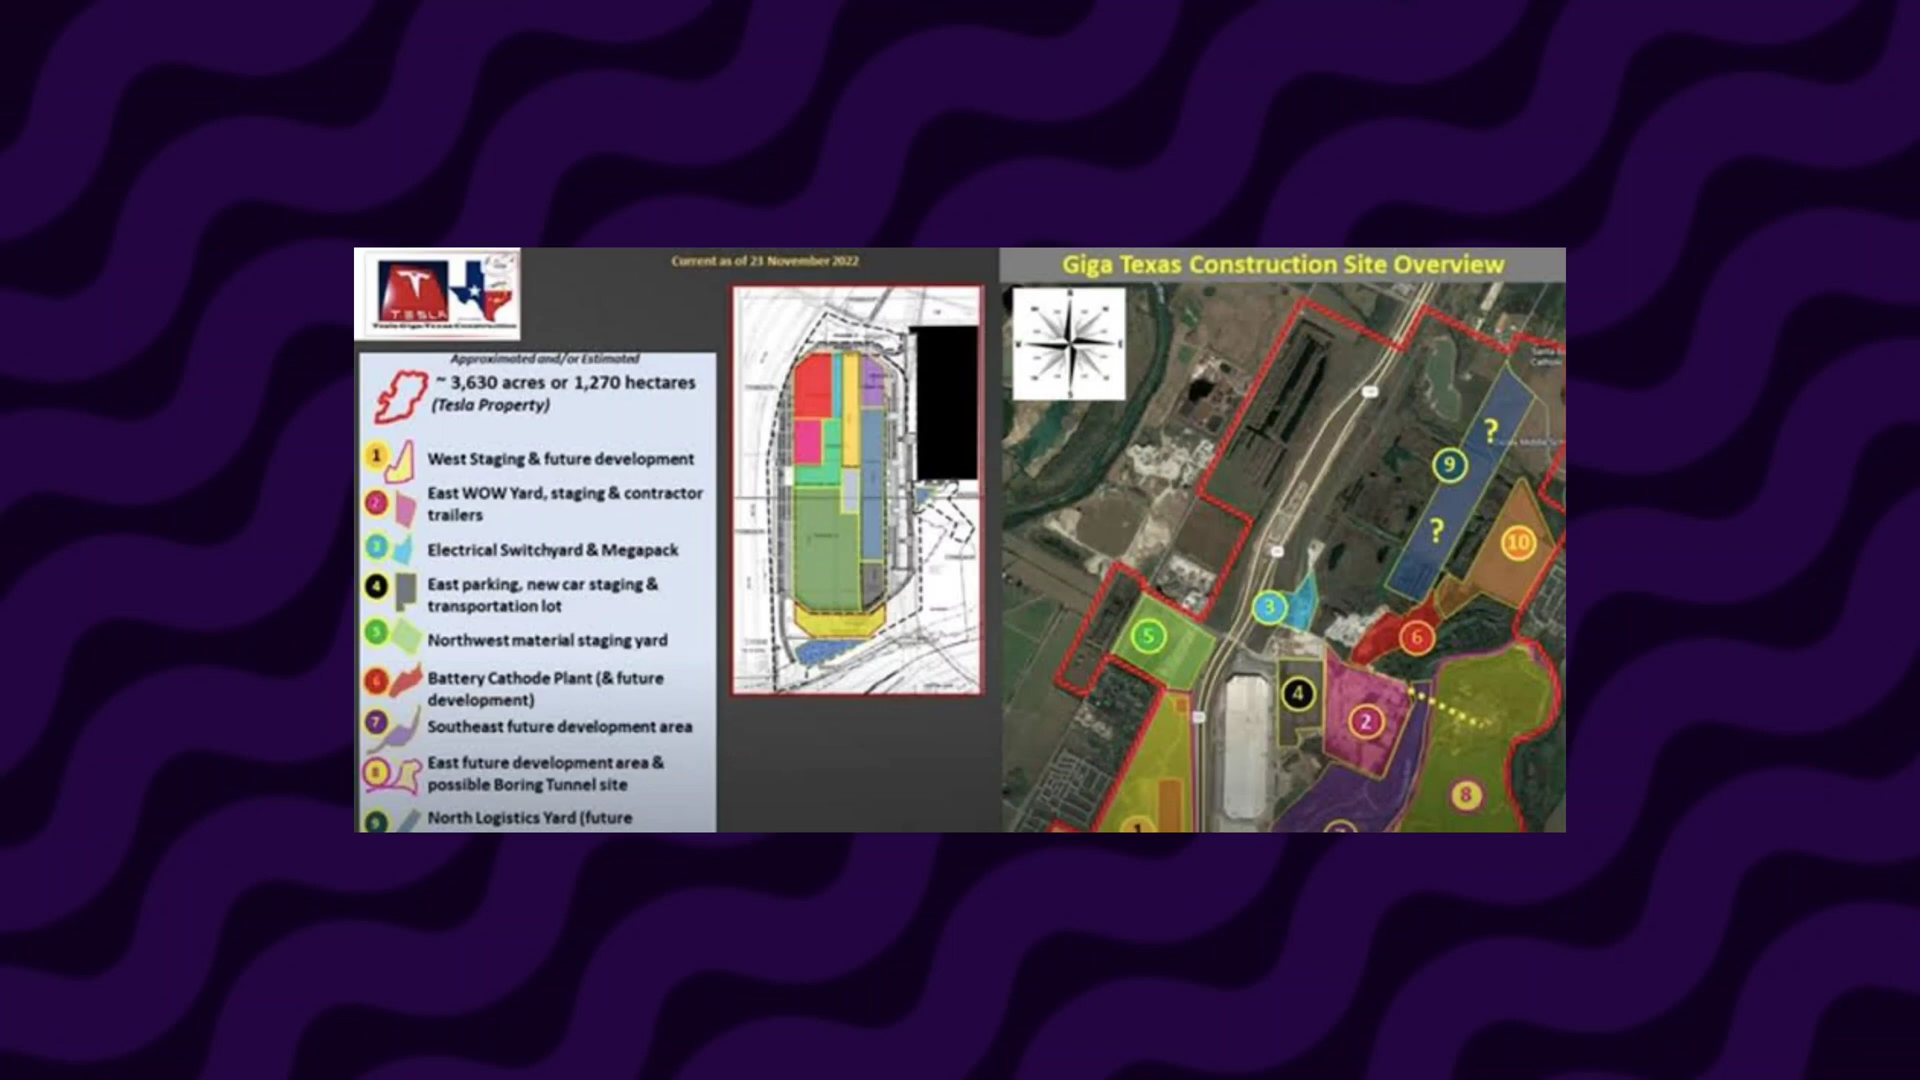 Current as of 23 November 2022
Giga Texas Construction Site Overview
TESLA
Approximated and/or Estimated
~ 3,630 acres or 1,270 hectares
(Tesla Property)
1
West Staging & future development
2
East WOW Yard, staging & contractor
trailers
3
Electrical Switchyard & Megapack
4
East parking, new car staging &
transportation lot
5
Northwest material staging yard
6
Battery Cathode Plant (& future
development)
7
Southeast future development area
8
East future development area &
possible Boring Tunnel site
9
North Logistics Yard (future
N
W
E
S
?
9
?
10
3
5
6
4
2
8
1